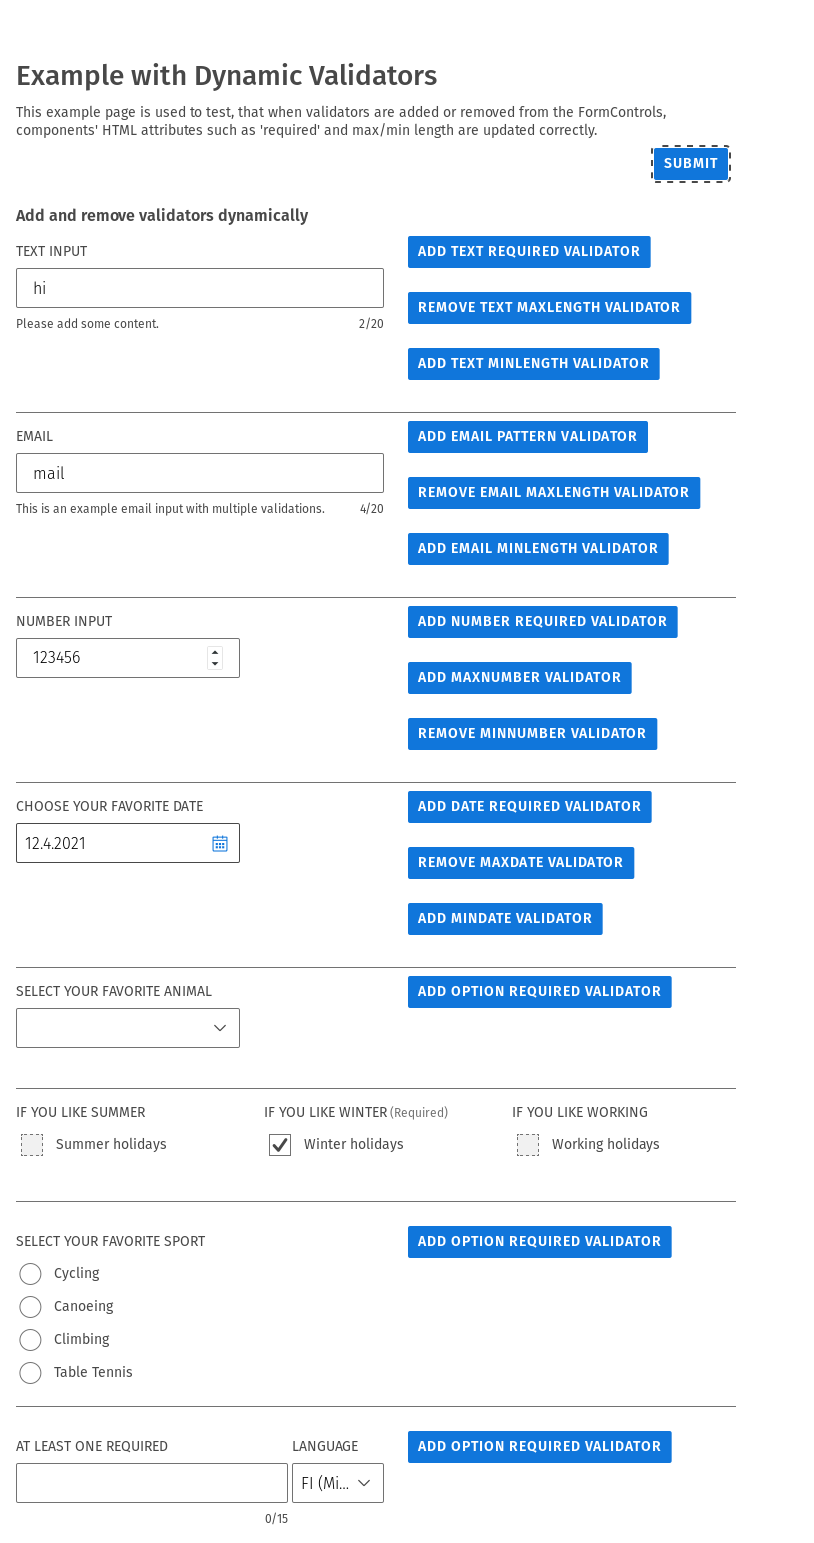 Example with Dynamic Validators
This example page is used to test, that when validators are added or removed from the FormControls,
components' HTML attributes such as 'required' and max/min length are updated correctly.
SUBMIT
Add and remove validators dynamically
TEXT INPUT
hi
Please add some content. 2/20
ADD TEXT REQUIRED VALIDATOR
REMOVE TEXT MAXLENGTH VALIDATOR
ADD TEXT MINLENGTH VALIDATOR
EMAIL
mail
This is an example email input with multiple validations. 4/20
ADD EMAIL PATTERN VALIDATOR
REMOVE EMAIL MAXLENGTH VALIDATOR
ADD EMAIL MINLENGTH VALIDATOR
NUMBER INPUT
123456
ADD NUMBER REQUIRED VALIDATOR
ADD MAXNUMBER VALIDATOR
REMOVE MINNUMBER VALIDATOR
CHOOSE YOUR FAVORITE DATE
12.4.2021
ADD DATE REQUIRED VALIDATOR
REMOVE MAXDATE VALIDATOR
ADD MINDATE VALIDATOR
SELECT YOUR FAVORITE ANIMAL
ADD OPTION REQUIRED VALIDATOR
IF YOU LIKE SUMMER
Summer holidays
IF YOU LIKE WINTER (Required)
Winter holidays
IF YOU LIKE WORKING
Working holidays
SELECT YOUR FAVORITE SPORT
Cycling
Canoeing
Climbing
Table Tennis
ADD OPTION REQUIRED VALIDATOR
AT LEAST ONE REQUIRED
0/15
LANGUAGE
FI (Mi...
ADD OPTION REQUIRED VALIDATOR